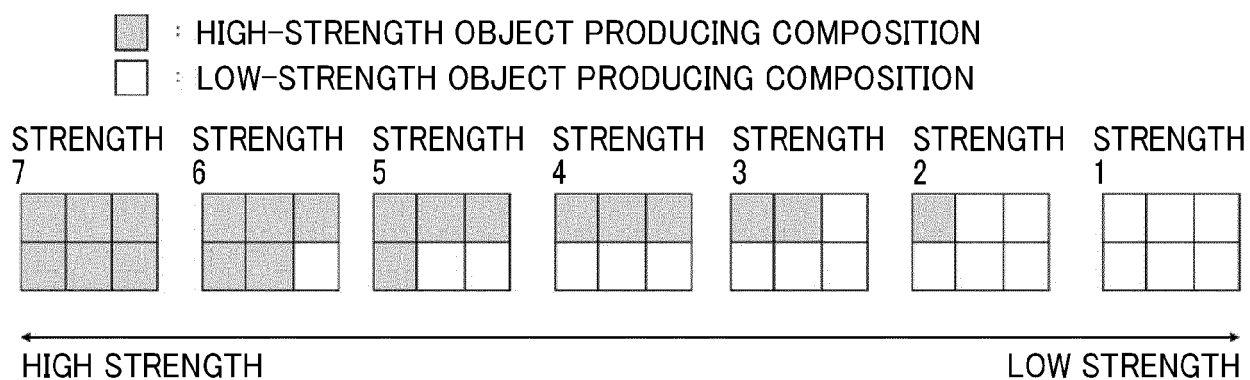 : HIGH-STRENGTH OBJECT PRODUCING COMPOSITION
: LOW-STRENGTH OBJECT PRODUCING COMPOSITION
STRENGTH 7 STRENGTH 6 STRENGTH 5 STRENGTH 4 STRENGTH 3 STRENGTH 2 STRENGTH 1
HIGH STRENGTH LOW STRENGTH